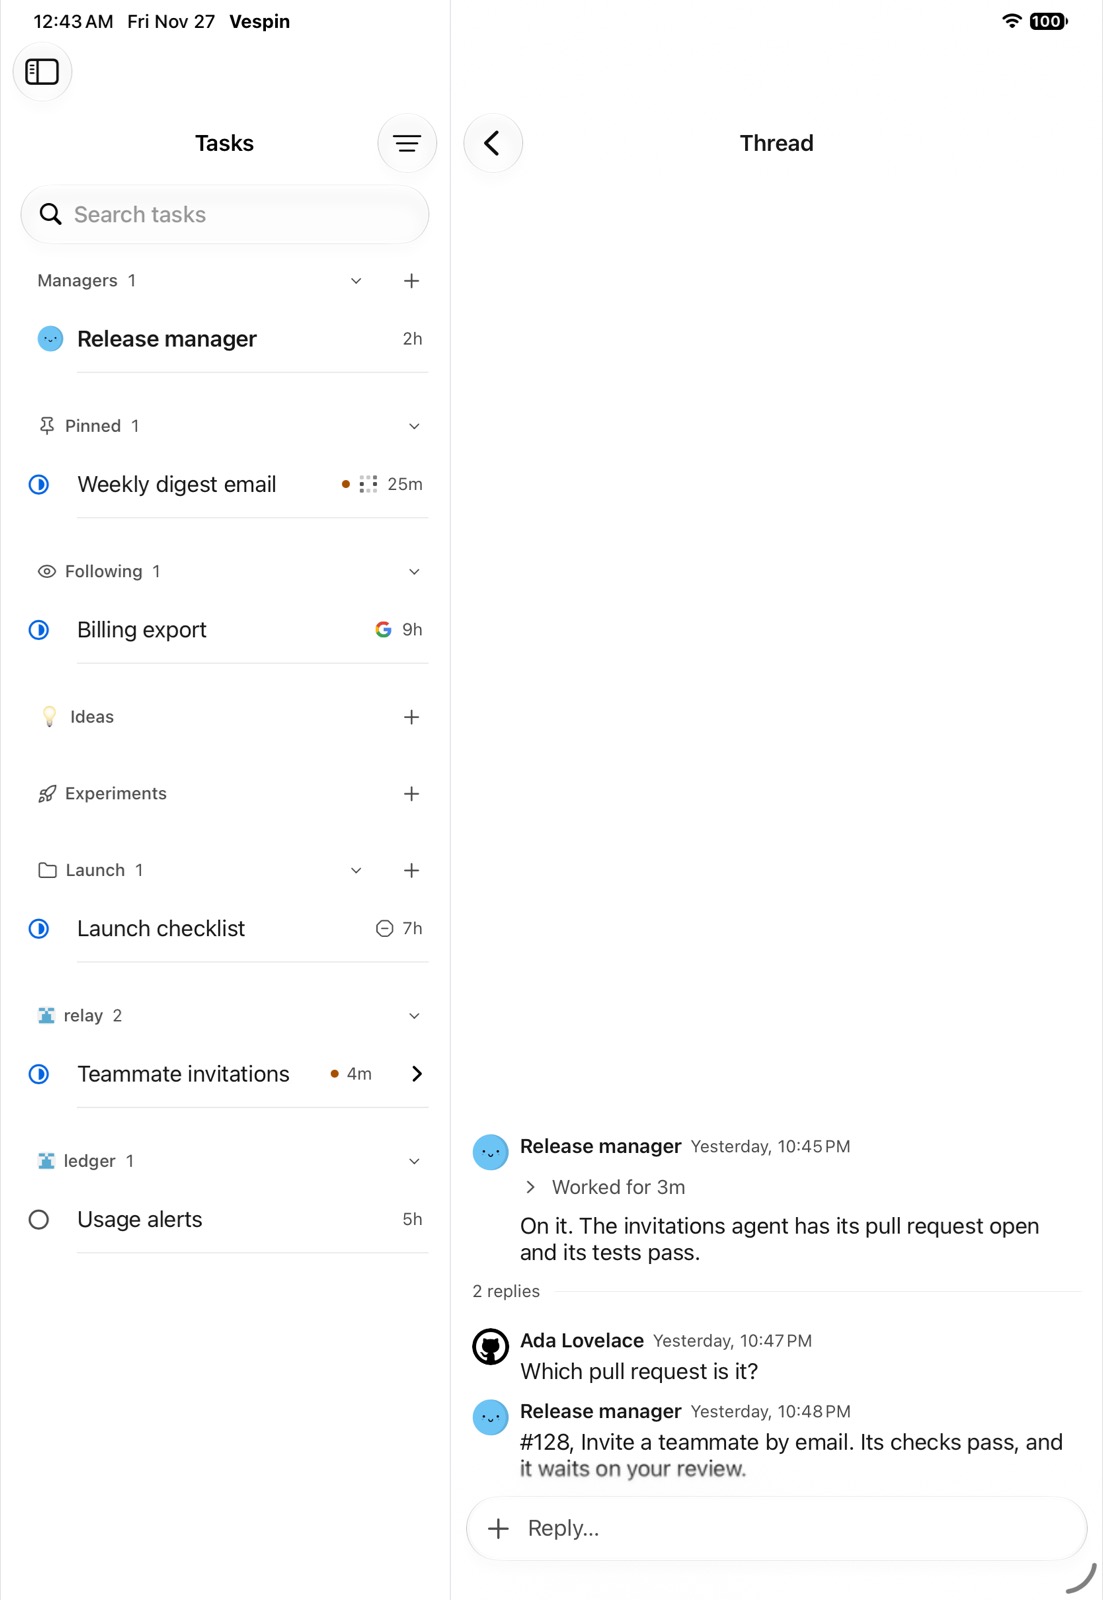 12:43 AM Fri Nov 27 Vespin
100
Tasks
Search tasks
Managers 1
Release manager 2h
Pinned 1
Weekly digest email 25m
Following 1
Billing export 9h
Ideas
Experiments
Launch 1
Launch checklist 7h
relay 2
Teammate invitations 4m
ledger 1
Usage alerts 5h
Thread
Release manager Yesterday, 10:45 PM
Worked for 3m
On it. The invitations agent has its pull request open
and its tests pass.
2 replies
Ada Lovelace Yesterday, 10:47 PM
Which pull request is it?
Release manager Yesterday, 10:48 PM
#128, Invite a teammate by email. Its checks pass, and
it waits on your review.
Reply...